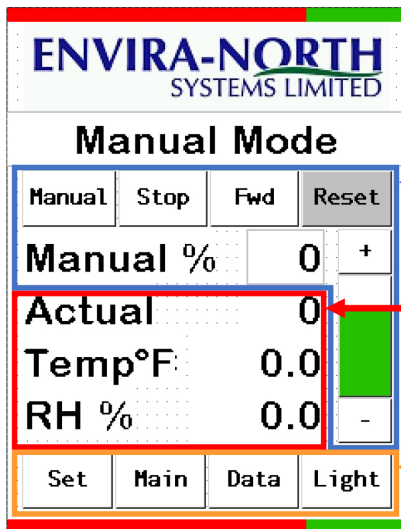 ENVIRA-NORTH
SYSTEMS LIMITED
Manual Mode
Manual Stop Fwd Reset
Manual % 0 +
Actual 0
Temp°F 0.0
RH % 0.0 -
Set Main Data Light